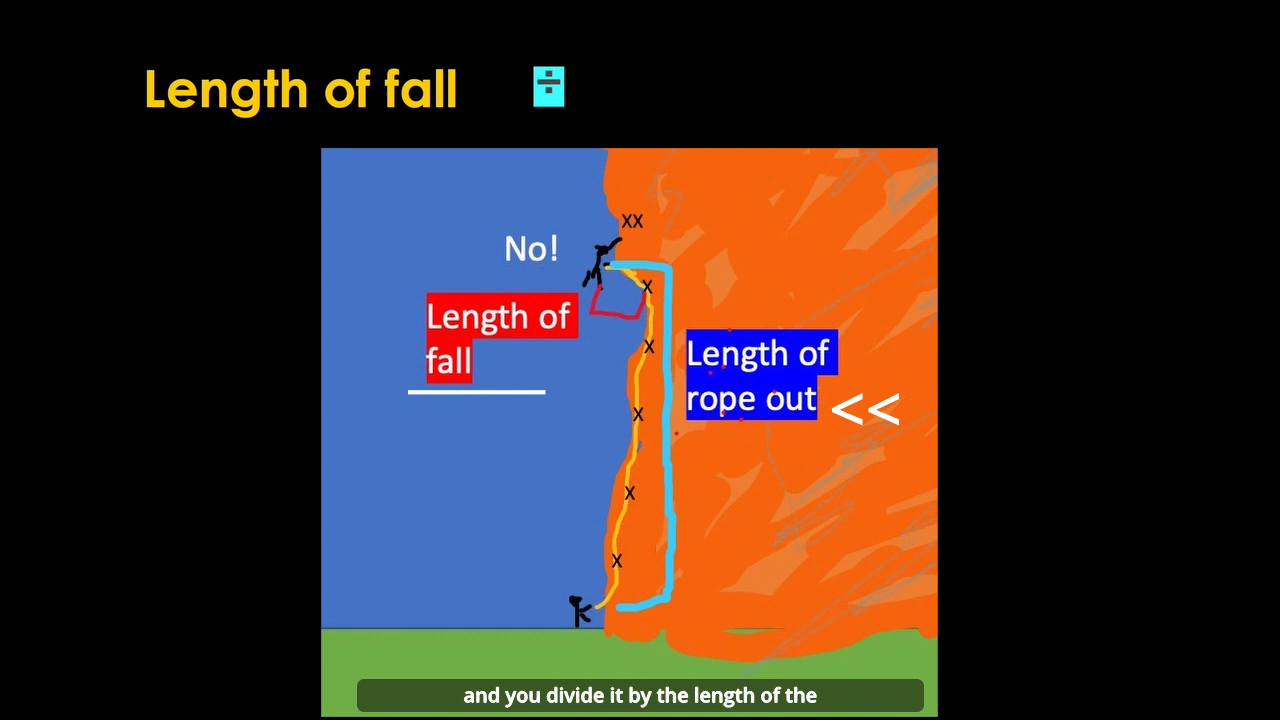 Length of fall ÷
xx
No!
x
Length of
fall
x
Length of
rope out <<
x
x
x
and you divide it by the length of the